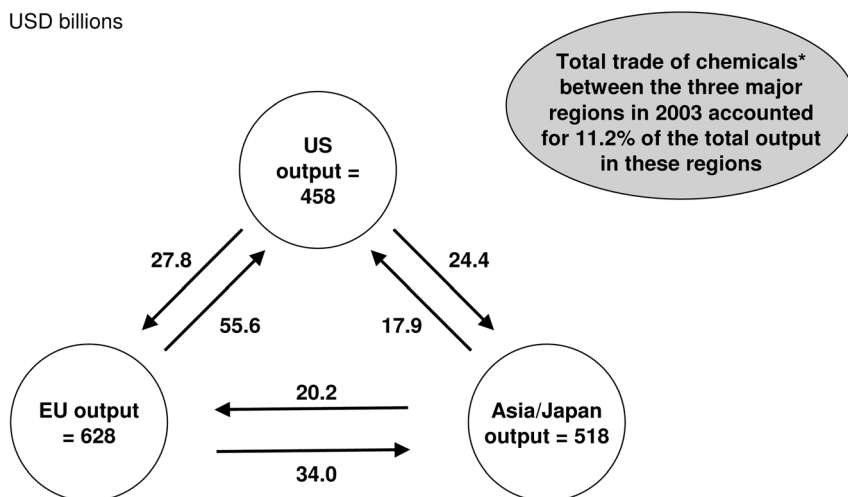 USD billions
Total trade of chemicals*
between the three major
regions in 2003 accounted
for 11.2% of the total output
in these regions
US
output =
458
27.8
24.4
55.6
17.9
EU output
= 628
20.2
34.0
Asia/Japan
output = 518